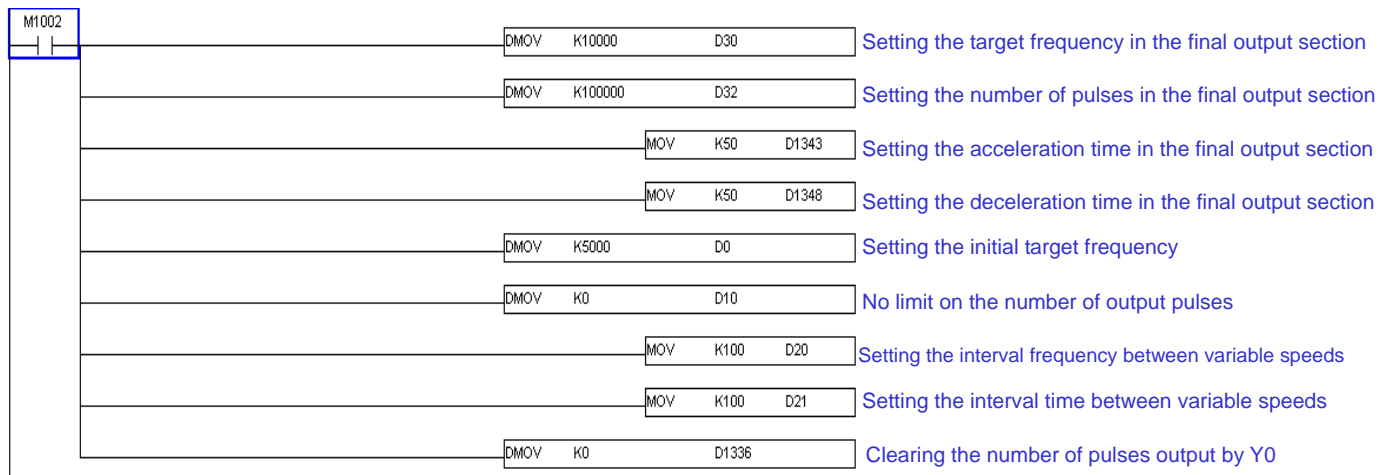 M1002
DMOV K10000 D30 Setting the target frequency in the final output section
DMOV K100000 D32 Setting the number of pulses in the final output section
MOV K50 D1343 Setting the acceleration time in the final output section
MOV K50 D1348 Setting the deceleration time in the final output section
DMOV K5000 D0 Setting the initial target frequency
DMOV K0 D10 No limit on the number of output pulses
MOV K100 D20 Setting the interval frequency between variable speeds
MOV K100 D21 Setting the interval time between variable speeds
DMOV K0 D1336 Clearing the number of pulses output by Y0